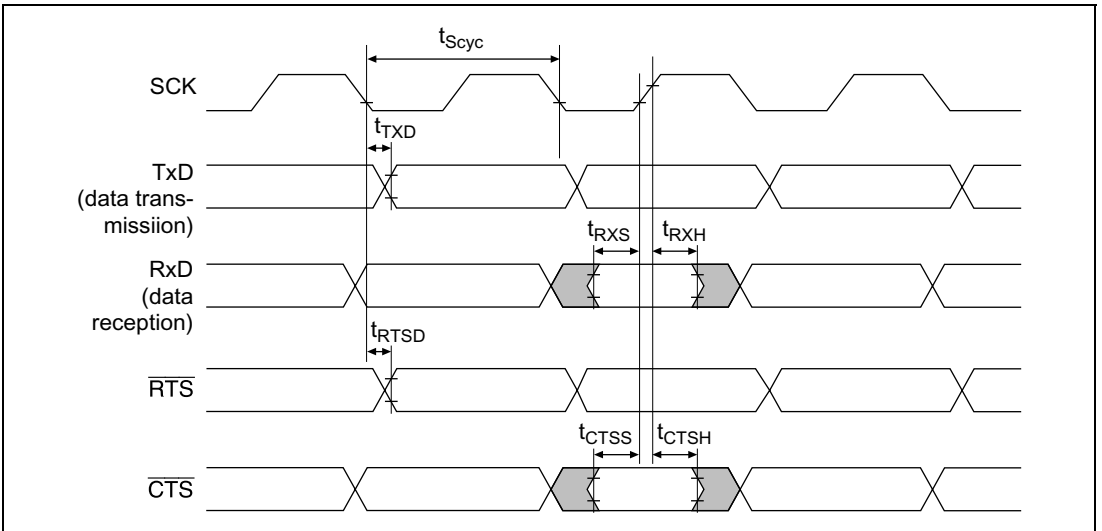 tScyc
SCK
tTXD
TxD
(data trans-
missiion)
tRXS tRXH
RxD
(data
reception)
tRTSD
RTS
tCTSS tCTSH
CTS